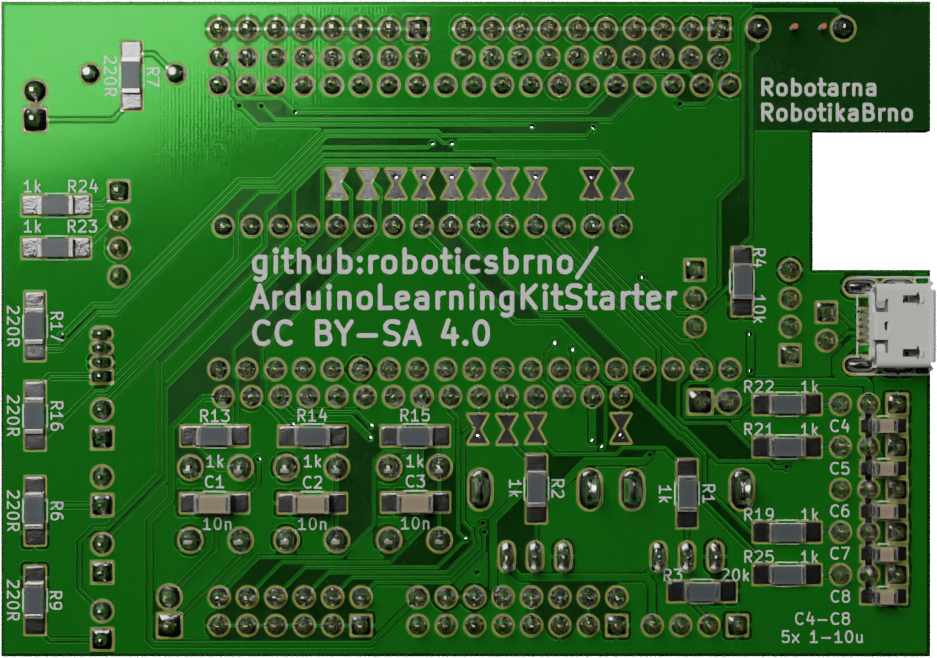 R7
220R
Robotarna
RobotikaBrno
1k R24
1k R23
github:roboticsbrno/
ArduinoLearningKitStarter
CC BY-SA 4.0
R4
10k
R17
220R
R16
220R
R13
R14
R15
1k
1k
1k
C1
C2
C3
10n
10n
10n
R22 1k
C4
R21 1k
C5
R2
1k
R1
1k
C6
R19 1k
C7
R25 1k
C8
R3 20k
R6
220R
R9
220R
C4-C8
5x 1-10u